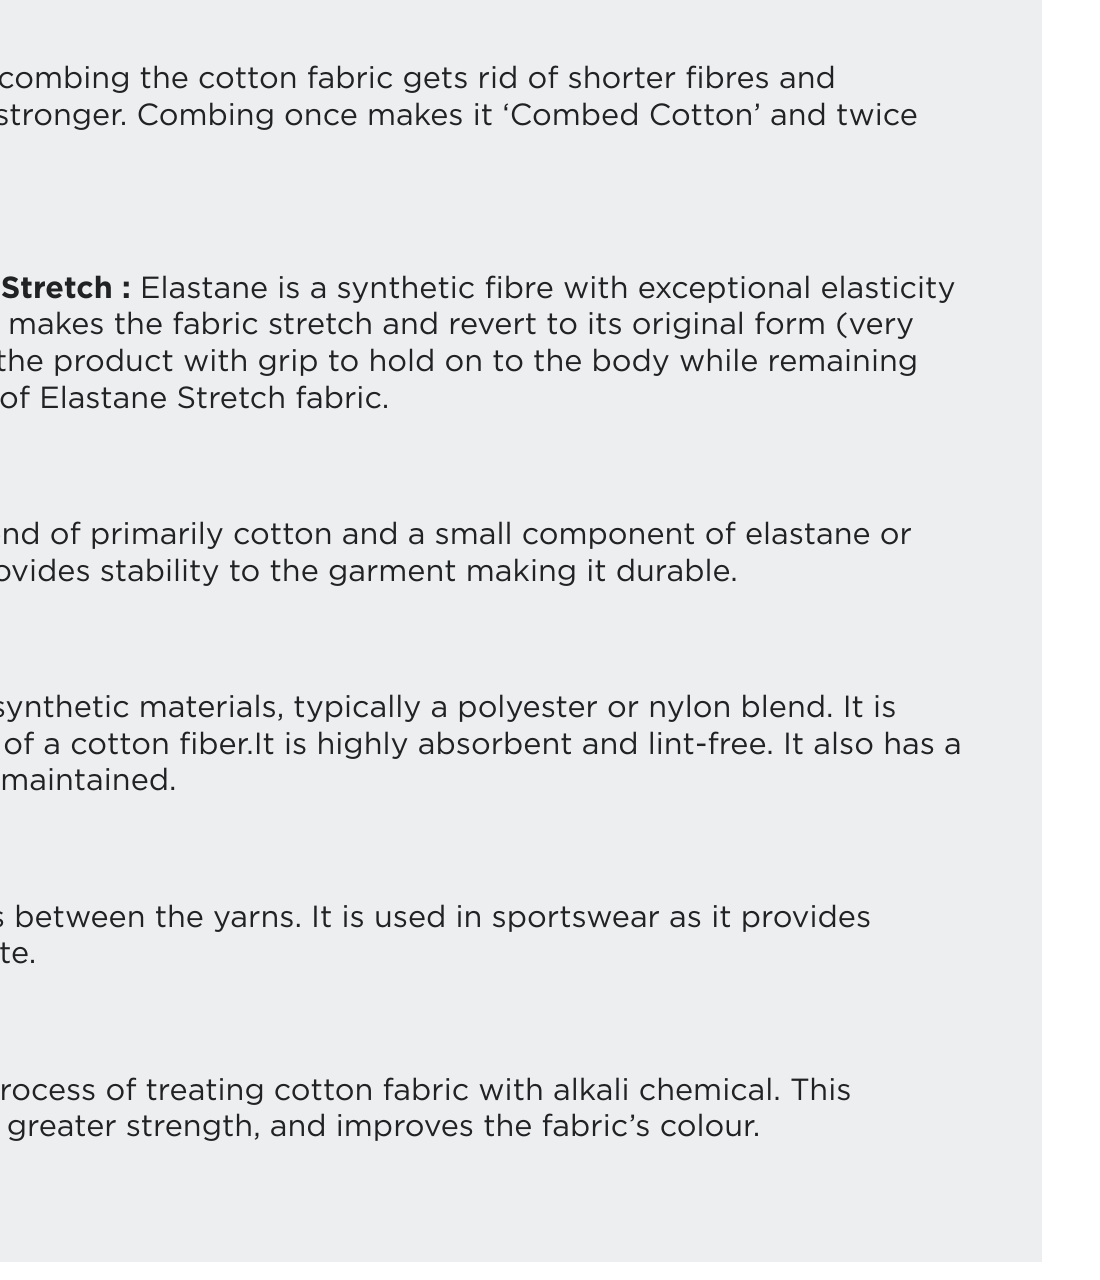 combing the cotton fabric gets rid of shorter fibres and
stronger. Combing once makes it ‘Combed Cotton’ and twice
Stretch : Elastane is a synthetic fibre with exceptional elasticity
makes the fabric stretch and revert to its original form (very
the product with grip to hold on to the body while remaining
of Elastane Stretch fabric.
nd of primarily cotton and a small component of elastane or
ovides stability to the garment making it durable.
synthetic materials, typically a polyester or nylon blend. It is
of a cotton fiber.It is highly absorbent and lint-free. It also has a
maintained.
s between the yarns. It is used in sportswear as it provides
te.
rocess of treating cotton fabric with alkali chemical. This
greater strength, and improves the fabric’s colour.